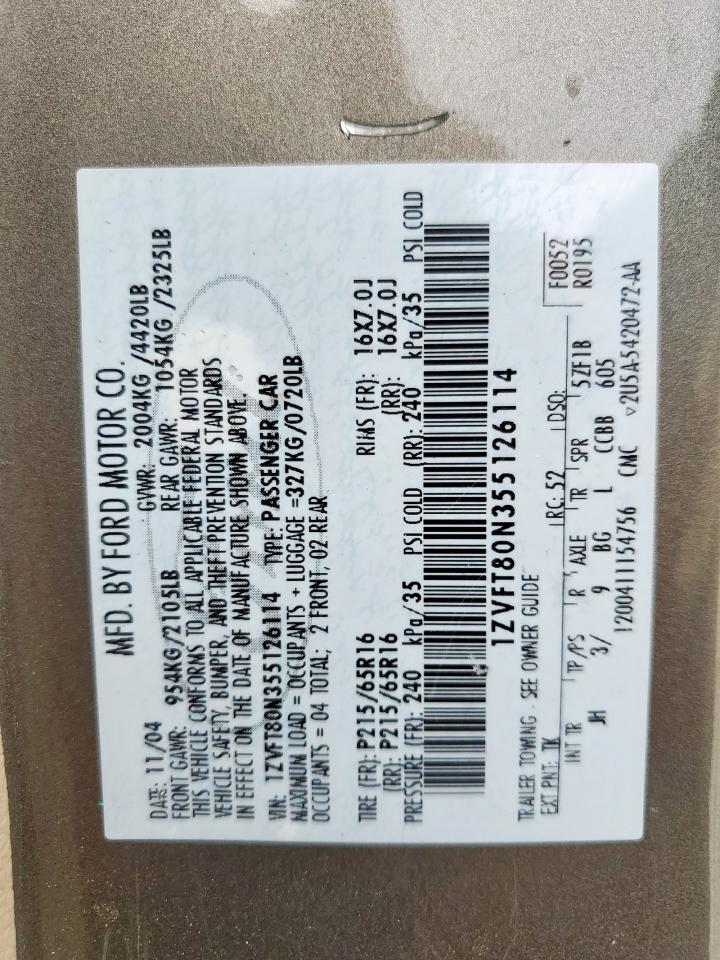 MFD. BY FORD MOTOR CO.
DATE: 11/04 GVWR: 2004KG /4420LB
FRONT GAWR: 954KG/2105LB REAR GAWR: 1054KG /2325LB
THIS VEHICLE CONFORMS TO ALL APPLICABLE FEDERAL MOTOR
VEHICLE SAFETY, BUMPER, AND THEFT PREVENTION STANDARDS
IN EFFECT ON THE DATE OF MANUFACTURE SHOWN ABOVE.
VIN: 1ZVFT80N355126114 TYPE: PASSENGER CAR
MAXIMUM LOAD = OCCUPANTS + LUGGAGE =327KG/0720LB
OCCUPANTS = 04 TOTAL; 2 FRONT, 02 REAR
TIRE (FR): P215/65R16 RIMS (FR): 16X7.0J
(RR): P215/65R16 (RR): 16X7.0J
PRESSURE (FR): 240 kPa/35 PSI COLD (RR): 240 kPa/35 PSI COLD
1ZVFT80N355126114
TRAILER TOWING - SEE OWNER GUIDE
EXT PNT: TK RC: 52 DSO: F0052
R0195
INT TR TP/PS R AXLE TR SPR 5ZF1B
JH 3/ 9 BG L CCBB 605
1200411154756 CMC v2U5A-5420472-AA